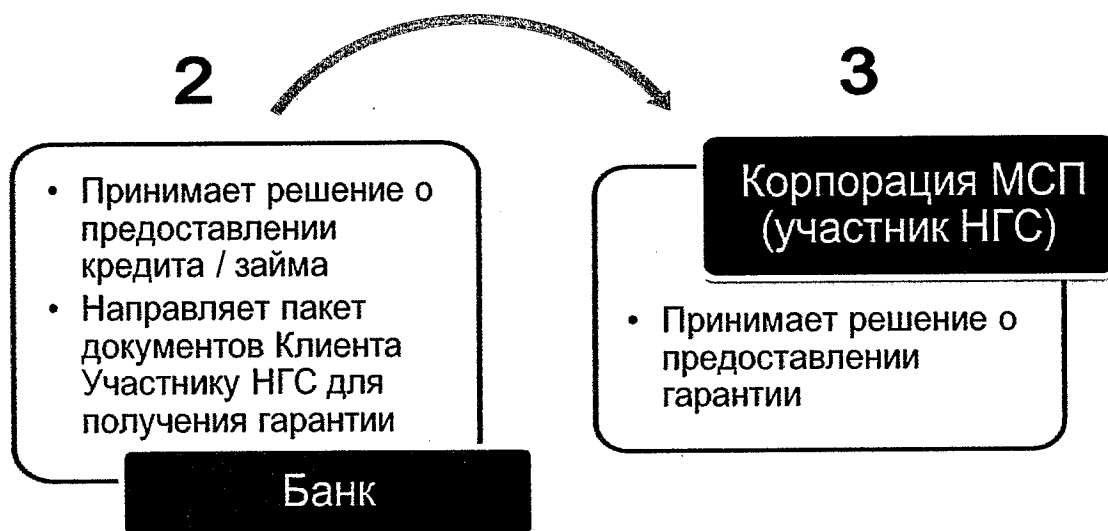 2
• Принимает решение о
предоставлении
кредита / займа
• Направляет пакет
документов Клиента
Участнику НГС для
получения гарантии
Банк
3
Корпорация МСП
(участник НГС)
• Принимает решение о
предоставлении
гарантии